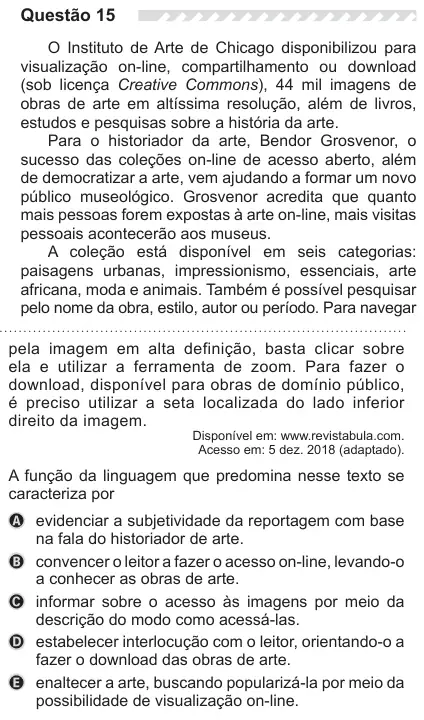 Questão 15
O Instituto de Arte de Chicago disponibilizou para
visualização on-line, compartilhamento ou download
(sob licença Creative Commons), 44 mil imagens de
obras de arte em altíssima resolução, além de livros,
estudos e pesquisas sobre a história da arte.
Para o historiador da arte, Bendor Grosvenor, o
sucesso das coleções on-line de acesso aberto, além
de democratizar a arte, vem ajudando a formar um novo
público museológico. Grosvenor acredita que quanto
mais pessoas forem expostas à arte on-line, mais visitas
pessoais acontecerão aos museus.
A coleção está disponível em seis categorias:
paisagens urbanas, impressionismo, essenciais, arte
africana, moda e animais. Também é possível pesquisar
pelo nome da obra, estilo, autor ou período. Para navegar
pela imagem em alta definição, basta clicar sobre
ela e utilizar a ferramenta de zoom. Para fazer o
download, disponível para obras de domínio público,
é preciso utilizar a seta localizada do lado inferior
direito da imagem.
Disponível em: www.revistabula.com.
Acesso em: 5 dez. 2018 (adaptado).
A função da linguagem que predomina nesse texto se
caracteriza por
A evidenciar a subjetividade da reportagem com base
na fala do historiador de arte.
B convencer o leitor a fazer o acesso on-line, levando-o
a conhecer as obras de arte.
C informar sobre o acesso às imagens por meio da
descrição do modo como acessá-las.
D estabelecer interlocução com o leitor, orientando-o a
fazer o download das obras de arte.
E enaltecer a arte, buscando popularizá-la por meio da
possibilidade de visualização on-line.